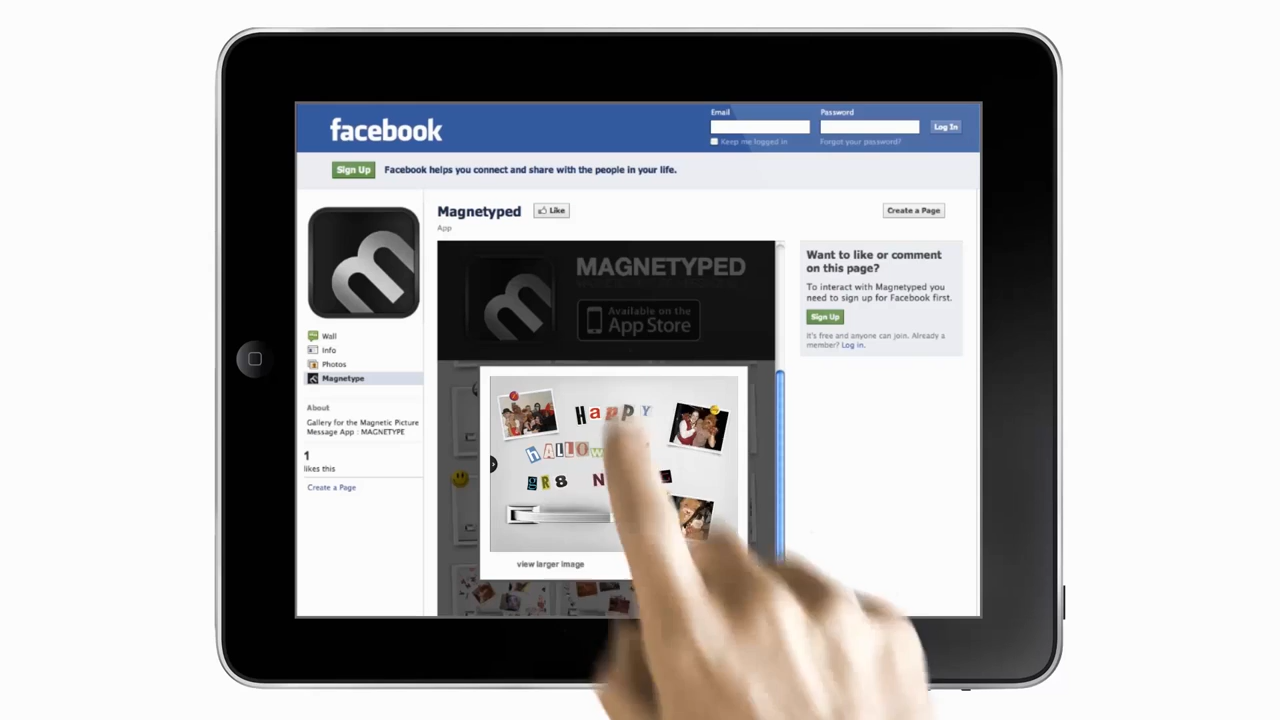 Email
Password
facebook
Log In
Keep me logged in
Forgot your password?
Sign Up
Facebook helps you connect and share with the people in your life.
Magnetyped
Like
Create a Page
App
MAGNETYPED
Available on the
App Store
Want to like or comment
on this page?
To interact with Magnetyped you
need to sign up for Facebook first.
Sign Up
It's free and anyone can join. Already a
member? Log in.
Wall
Info
Photos
Magnetype
About
Gallery for the Magnetic Picture
Message App : MAGNETYPE
1
likes this
Create a Page
HaPPY
GR8
view larger image